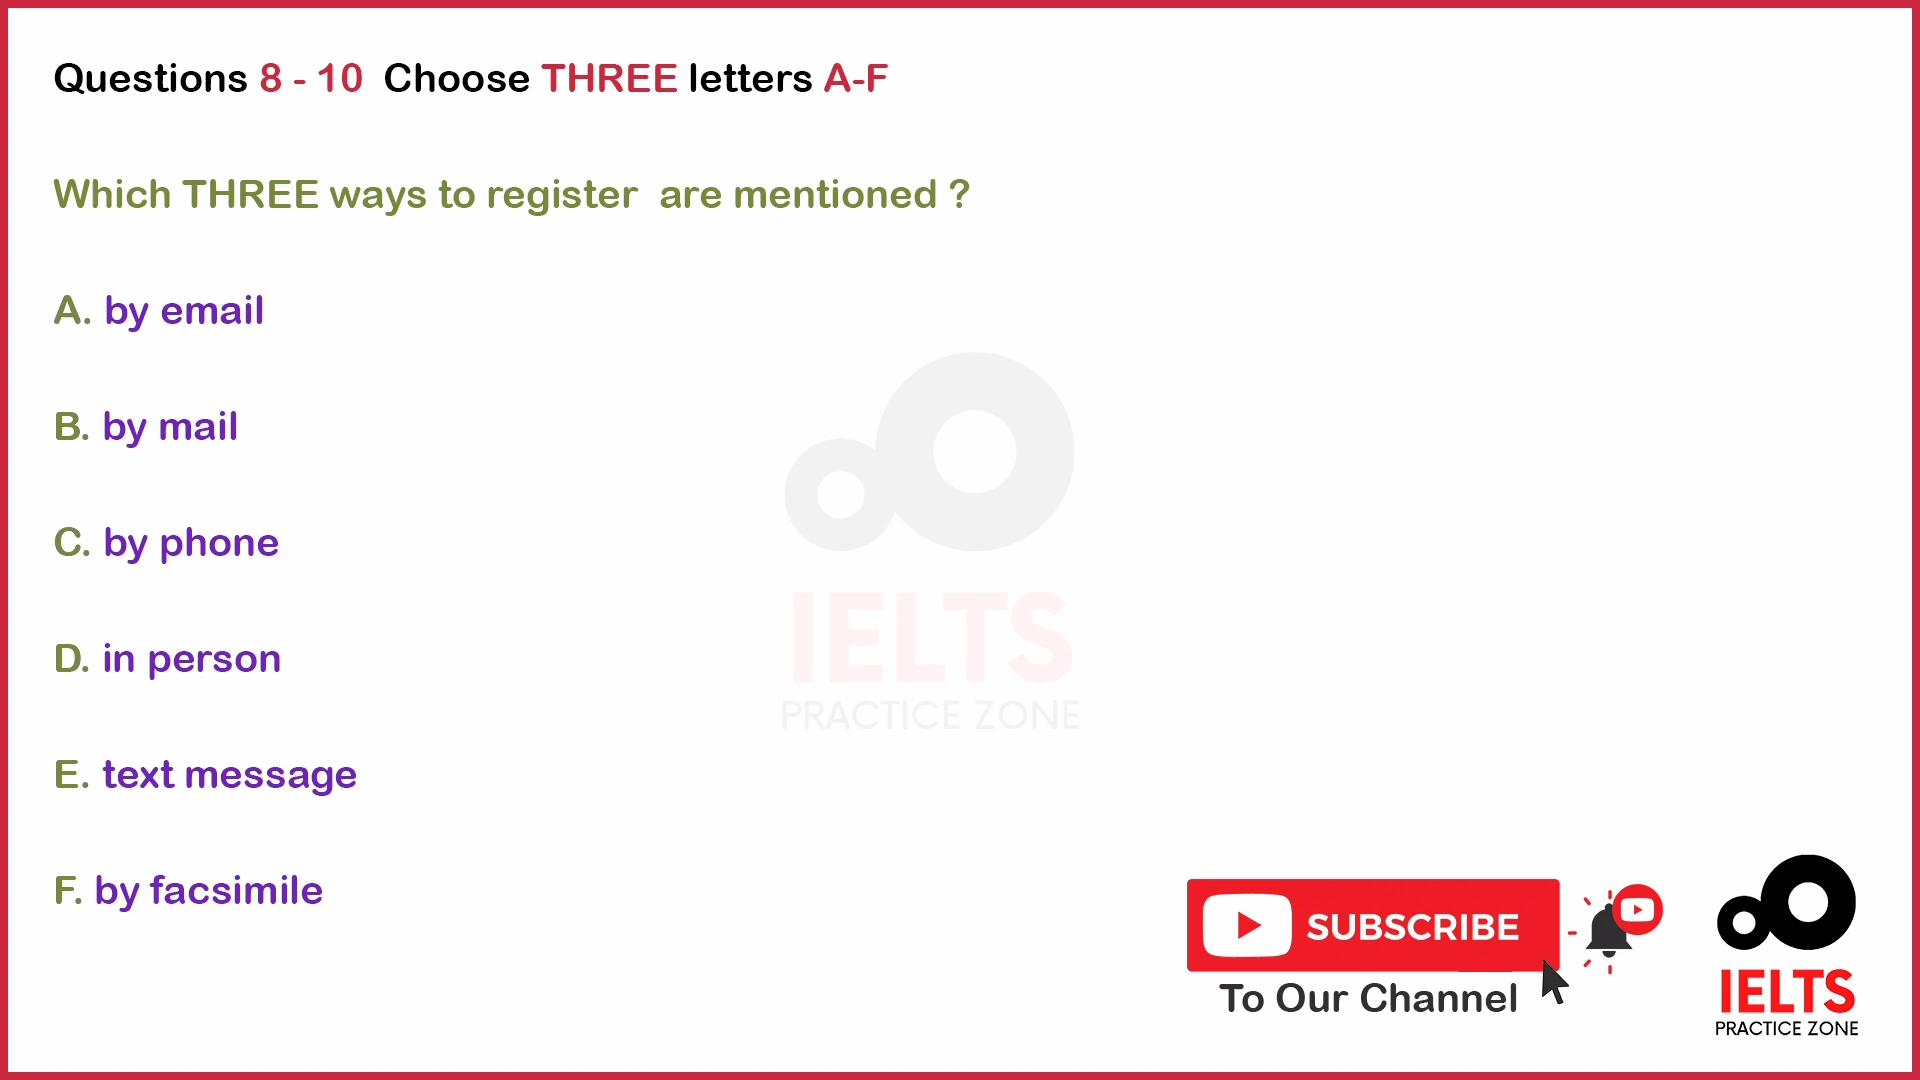 Questions 8 - 10 Choose THREE letters A-F
Which THREE ways to register are mentioned ?
A. by email
B. by mail
C. by phone
D. in person
E. text message
F. by facsimile
IELTS
PRACTICE ZONE
SUBSCRIBE
To Our Channel
IELTS
PRACTICE ZONE